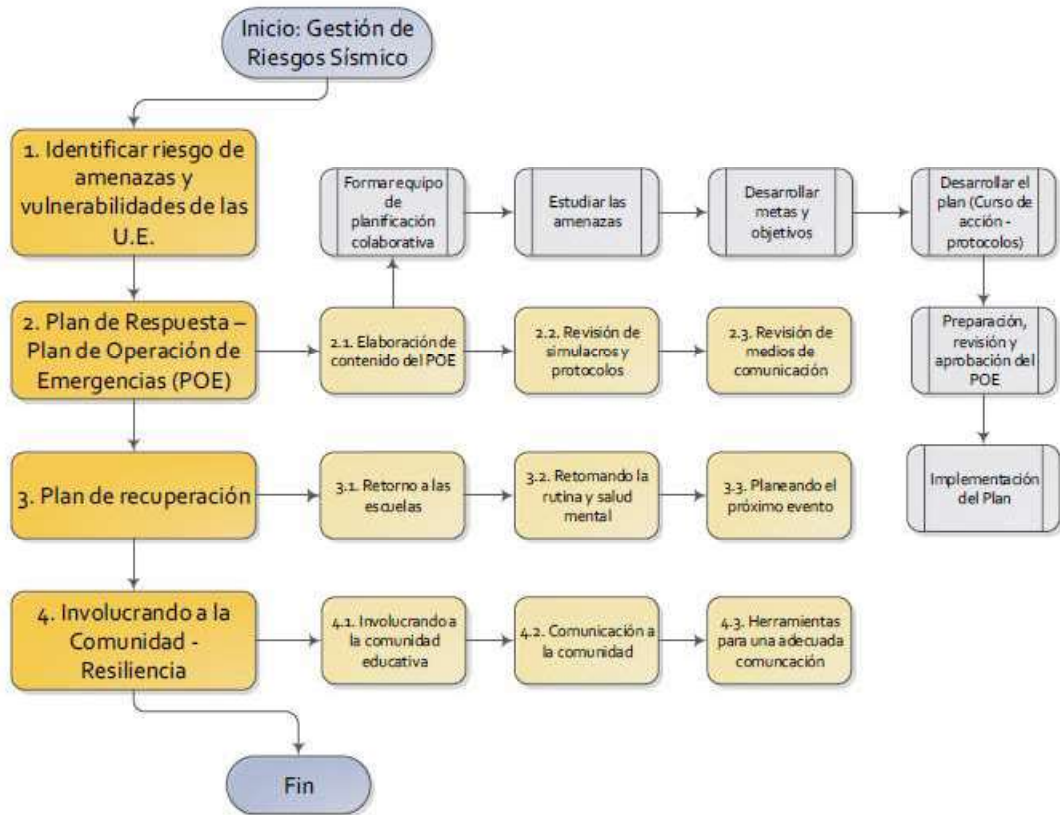 Inicio: Gestión de
Riesgos Sísmico
1. Identificar riesgo de
amenazas y
vulnerabilidades de las
U.E.
Formar equipo
de
planificación
colaborativa
Estudiar las
amenazas
Desarrollar
metas y
objetivos
Desarrollar el
plan (Curso de
acción -
protocolos)
2. Plan de Respuesta –
Plan de Operación de
Emergencias (POE)
2.1. Elaboración de
contenido del POE
2.2. Revisión de
simulacros y
protocolos
2.3. Revisión de
medios de
comunicación
Preparación,
revisión y
aprobación del
POE
3. Plan de recuperación
3.1. Retorno a las
escuelas
3.2. Retomando la
rutina y salud
mental
3.3. Planeando el
próximo evento
Implementación
del Plan
4. Involucrando a la
Comunidad -
Resiliencia
4.1. Involucrando a
la comunidad
educativa
4.2. Comunicación a
la comunidad
4.3. Herramientas
para una adecuada
comuncación
Fin